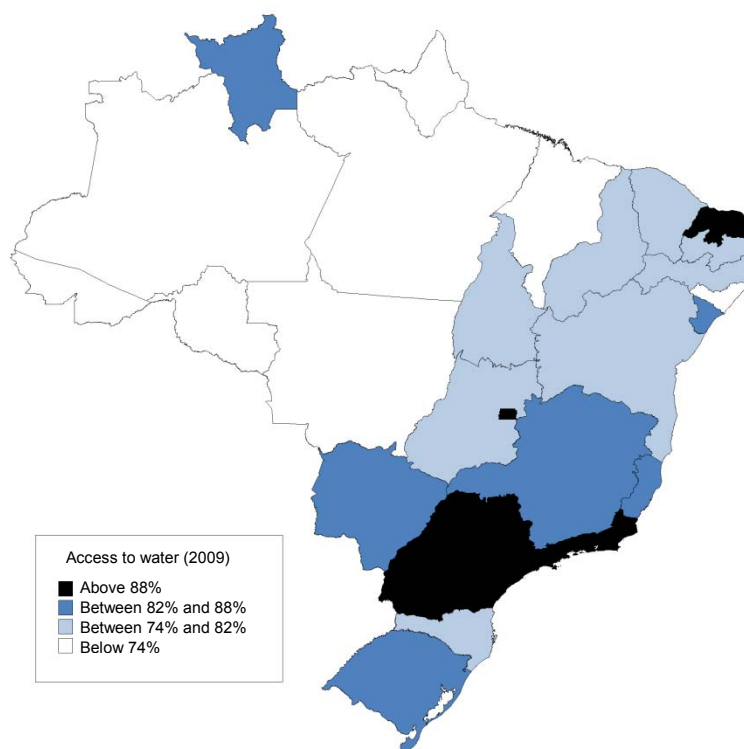 Access to water (2009)
Above 88%
Between 82% and 88%
Between 74% and 82%
Below 74%